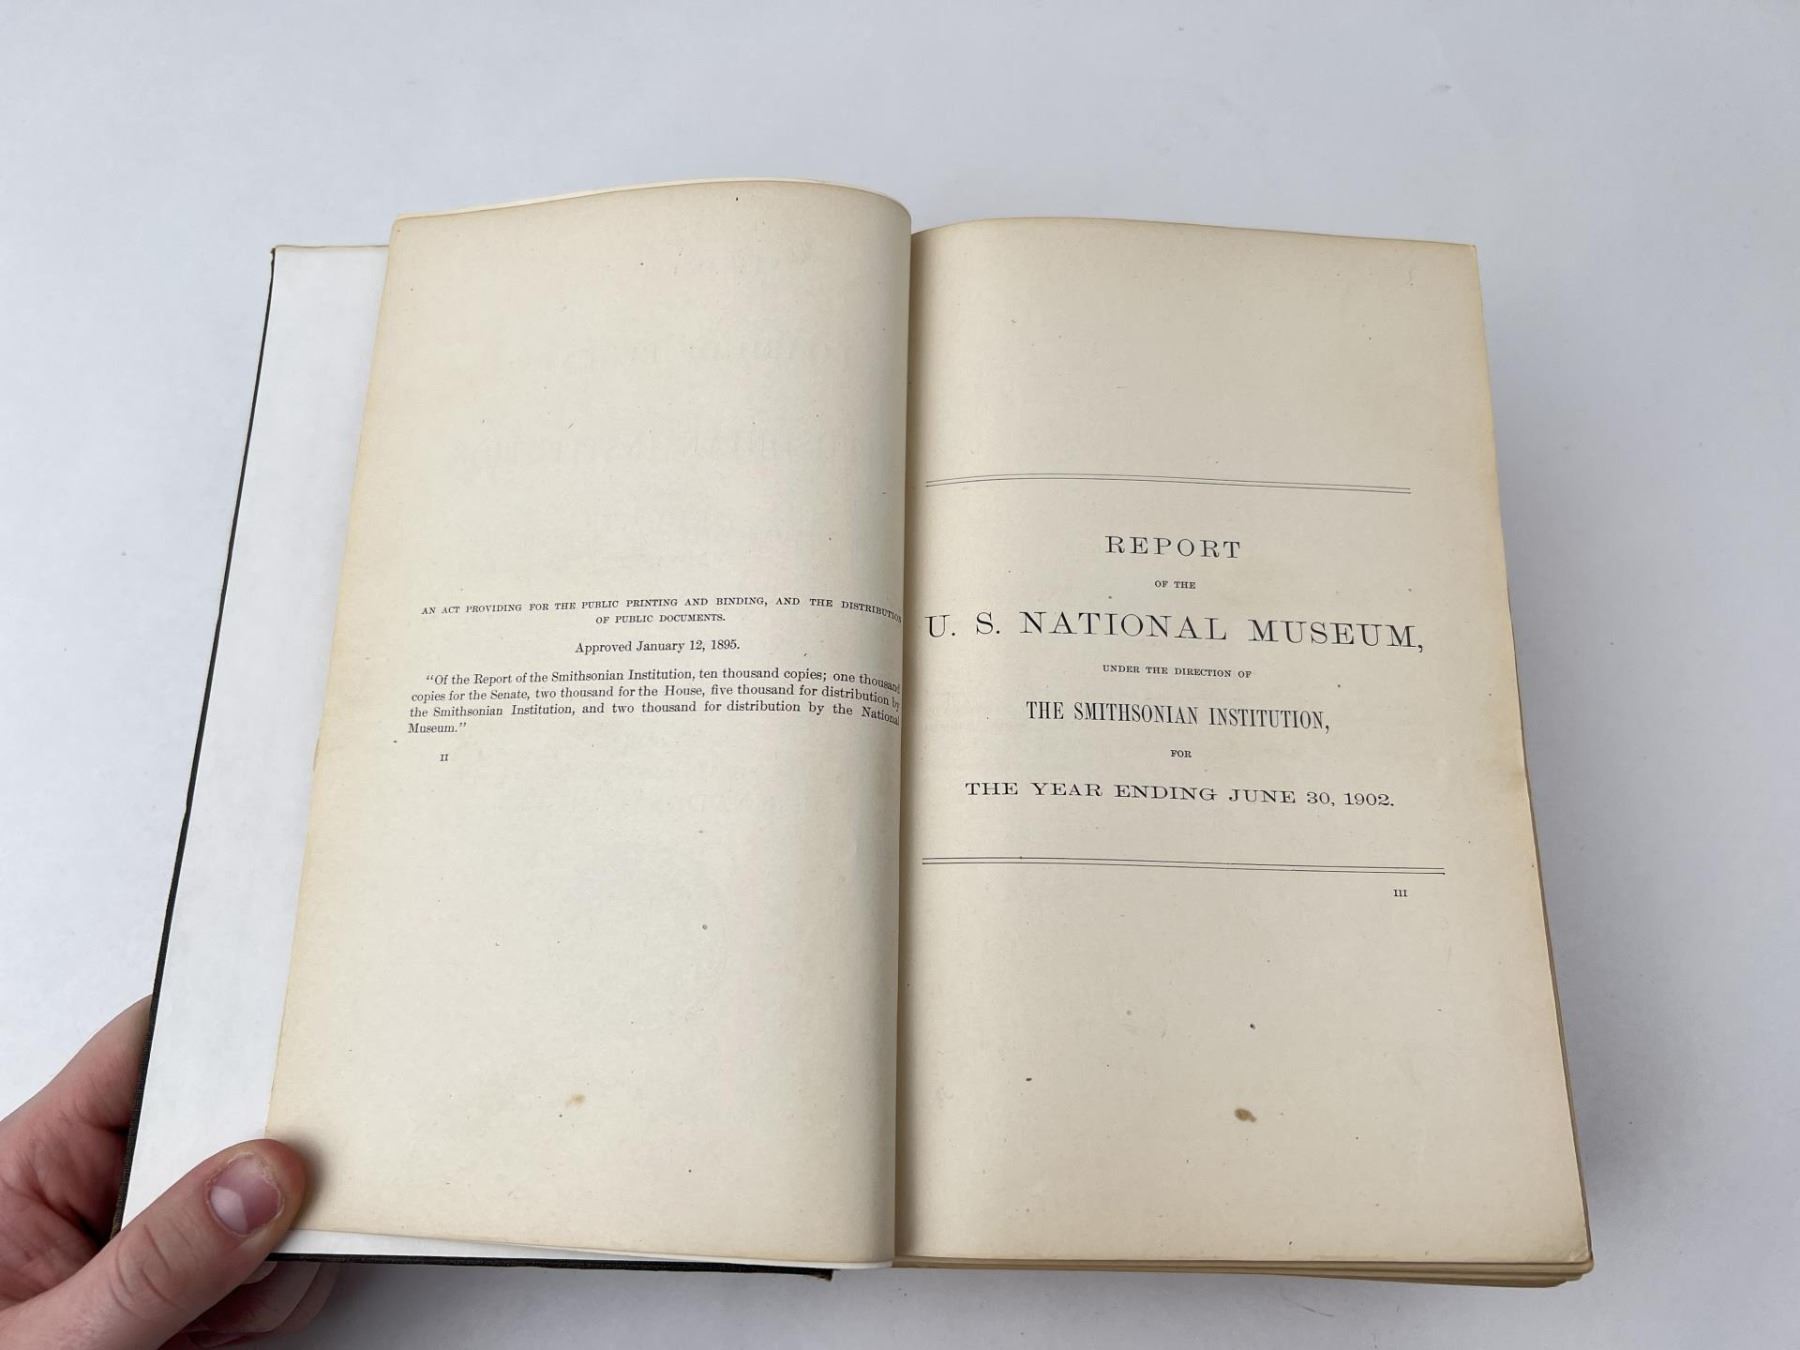 AN ACT PROVIDING FOR THE PUBLIC PRINTING AND BINDING, AND THE DISTRIBUTION
OF PUBLIC DOCUMENTS.
Approved January 12, 1895.
"Of the Report of the Smithsonian Institution, ten thousand copies; one thousand
copies for the Senate, two thousand for the House, five thousand for distribution by
the Smithsonian Institution, and two thousand for distribution by the National
Museum."
II
REPORT
OF THE
U. S. NATIONAL MUSEUM,
UNDER THE DIRECTION OF
THE SMITHSONIAN INSTITUTION,
FOR
THE YEAR ENDING JUNE 30, 1902.
III